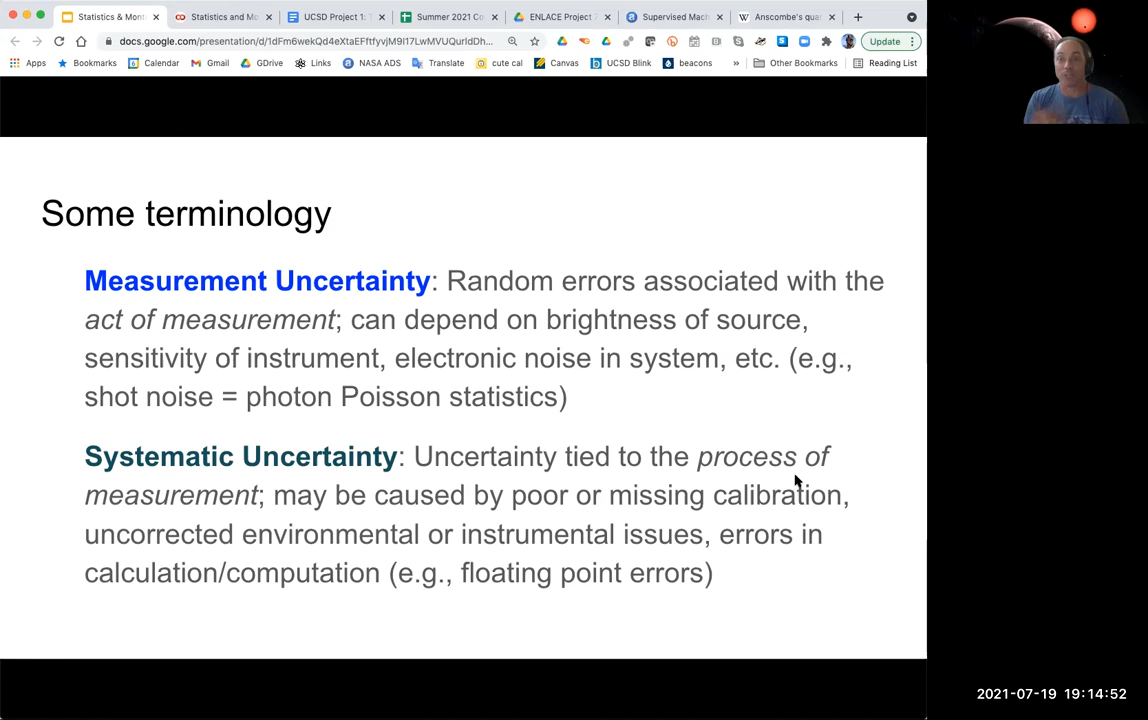 Statistics & Mont
Statistics and Mo
UCSD Project 1: T
Summer 2021 Co
ENLACE Project 7
Supervised Mach
Anscombe's qua
docs.google.com/presentation/d/1dFm6wekQd4eXtaEFftfyvjM9I17LwMVUQurIdDh...
Update
Apps
Bookmarks
Calendar
Gmail
GDrive
Links
NASA ADS
Translate
cute cal
Canvas
UCSD Blink
beacons
»
Other Bookmarks
Reading List
Some terminology
Measurement Uncertainty: Random errors associated with the
act of measurement; can depend on brightness of source,
sensitivity of instrument, electronic noise in system, etc. (e.g.,
shot noise = photon Poisson statistics)
Systematic Uncertainty: Uncertainty tied to the process of
measurement; may be caused by poor or missing calibration,
uncorrected environmental or instrumental issues, errors in
calculation/computation (e.g., floating point errors)
2021-07-19 19:14:52